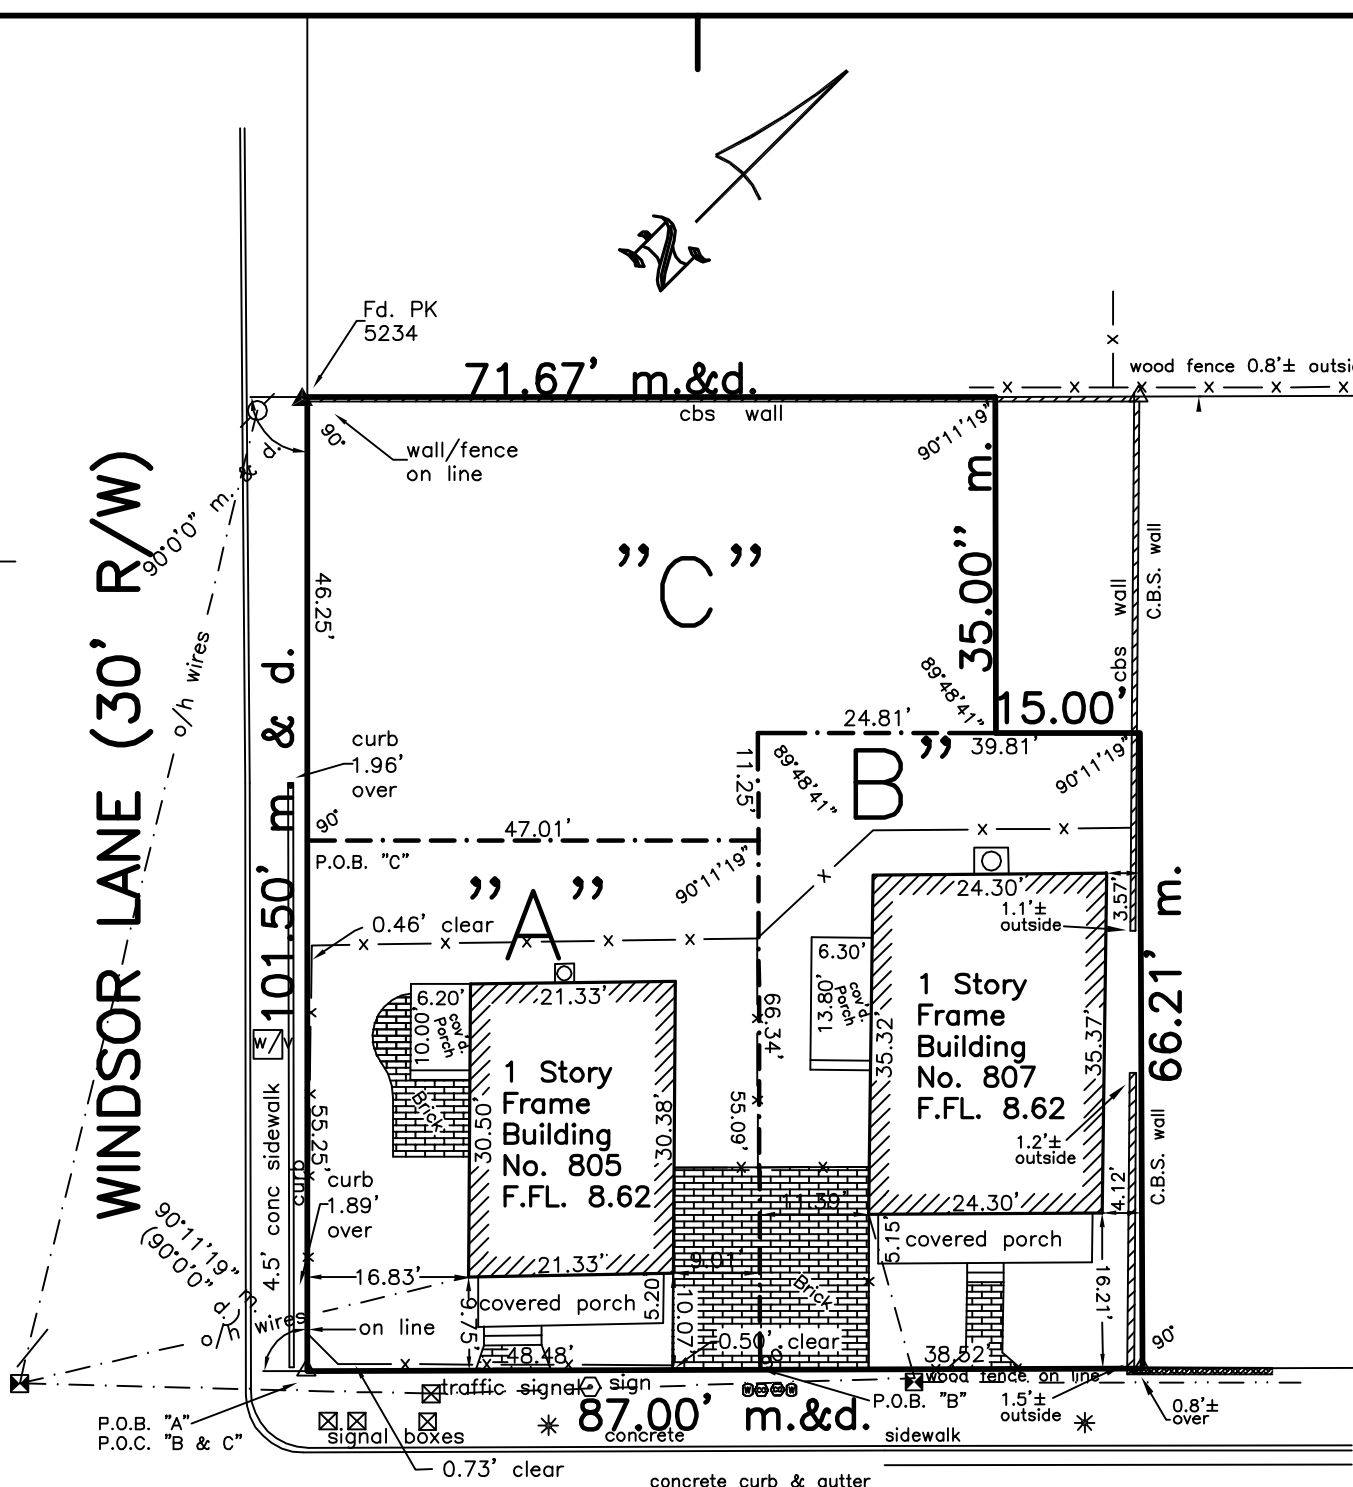 N
Fd. PK
5234
71.67' m.&d.
cbs wall
wood fence 0.8'±
90°
wall/fence
on line
90°11'19"
35.00" m.
90°0'0" m. & d.
WINDSOR LANE (30' R/W)
o/h wires
46.25'
"C"
cbs wall
C.B.S. wall
89°48'41"
15.00'
24.81'
39.81'
101.50' m. & d.
curb
1.96'
over
11.25'
89°48'41"
B"
90°11'19"
90°
47.01'
P.O.B. "C"
90°11'19"
"A"
0.46' clear
24.30'
1.1'±
outside
3.57'
66.21' m.
6.20'
10.00'
cov'd.
Porch
21.33'
6.30'
13.80'
cov'd.
Porch
66.34'
1 Story
Frame
Building
No. 807
F.FL. 8.62
35.32'
35.37'
W/V
1 Story
Frame
Building
No. 805
F.FL. 8.62
30.50'
30.38'
Brick
55.09'
55.25'
4.5' conc sidewalk
curb
curb
1.89'
over
1.2'±
outside
C.B.S. wall
4.12'
24.30'
11.39'
5.15'
covered porch
90°11'19" m.
(90°0'0" d.)
o/h wires
16.83'
21.33'
9.01'
Brick
covered porch
5.20
9.75'
10.07'
16.21'
on line
0.50' clear
90°
48.48'
90°
38.52'
wood fence on line
traffic signal
sign
P.O.B. "B"
1.5'±
outside
0.8'±
over
87.00' m.&d.
P.O.B. "A"
P.O.C. "B & C"
signal boxes
concrete
sidewalk
0.73' clear
concrete curb & gutter